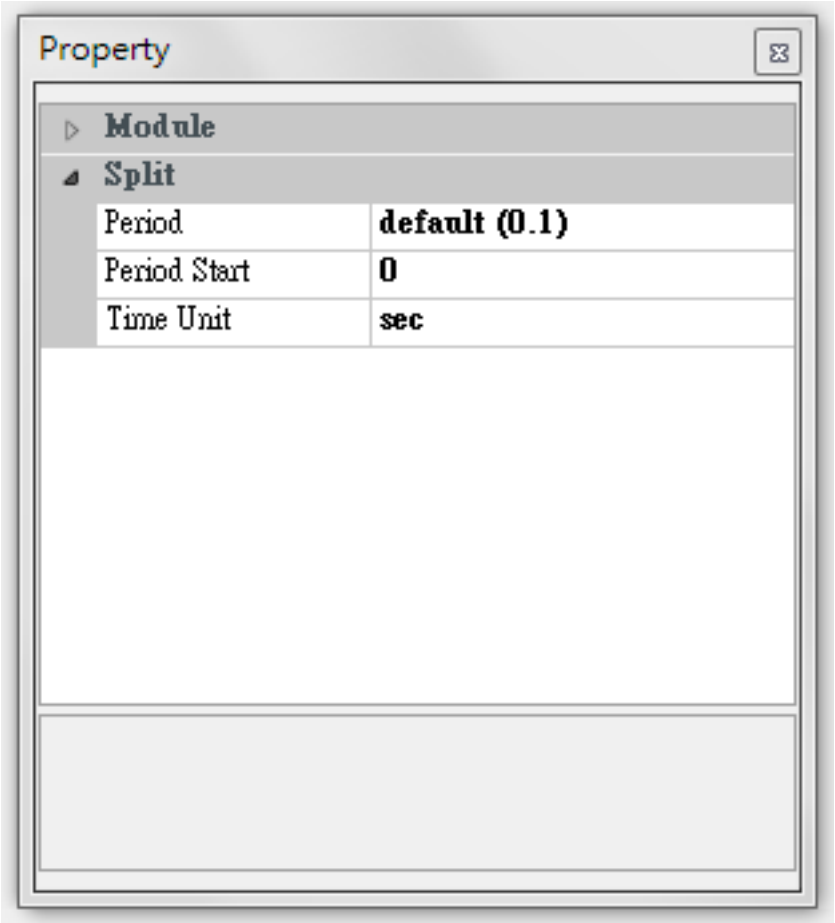 Property
Module
Split
Period default (0.1)
Period Start 0
Time Unit sec